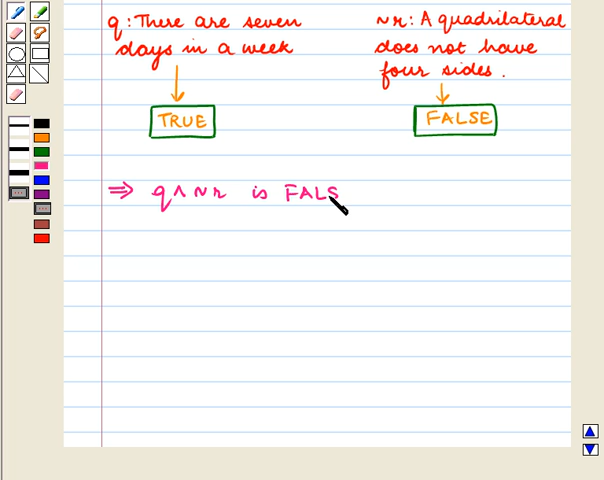 q : There are seven
days in a week
TRUE
~r : A quadrilateral
does not have
four sides.
FALSE
⇒ q ∧ ~r is FALS